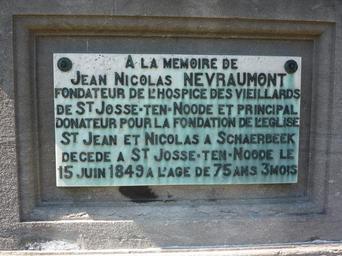 A LA MEMOIRE DE
JEAN NICOLAS NEVRAUMONT
FONDATEUR DE L'HOSPICE DES VIEILLARDS
DE ST JOSSE-TEN-NOODE ET PRINCIPAL
DONATEUR POUR LA FONDATION DE L'EGLISE
ST JEAN ET NICOLAS A SCHAERBEEK
DECEDE A ST JOSSE-TEN-NOODE LE
15 JUIN 1849 A L'AGE DE 75 ANS 3 MOIS